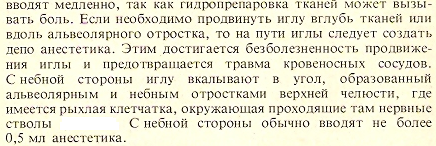 вводят медленно, так как гидропрепаровка тканей может вызы-
вать боль. Если необходимо продвинуть иглу вглубь тканей или
вдоль альвеолярного отростка, то на пути иглы следует создать
депо анестетика. Этим достигается безболезненность продвиже-
ния иглы и предотвращается травма кровеносных сосудов.
С небной стороны иглу вкалывают в угол, образованный
альвеолярным и небным отростками верхней челюсти, где
имеется рыхлая клетчатка, окружающая проходящие там нервные
стволы С небной стороны обычно вводят не более
0,5 мл анестетика.